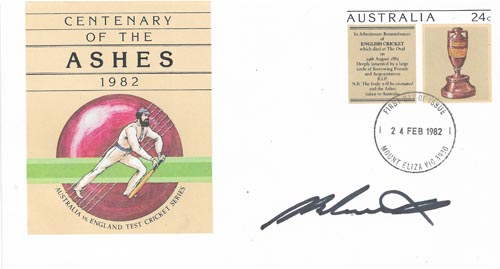 CENTENARY
OF THE
ASHES
1982
AUSTRALIA vs ENGLAND TEST CRICKET SERIES
AUSTRALIA 24c
In Affectionate Remembrance
of
ENGLISH CRICKET
which died at The Oval
on
29th August 1882
Deeply lamented by a large
circle of Sorrowing Friends
and Acquaintances
R.I.P.
N.B. The body will be cremated
and the Ashes
taken to Australia
FIRST DAY OF ISSUE
24 FEB 1982
MOUNT ELIZA VIC 3930